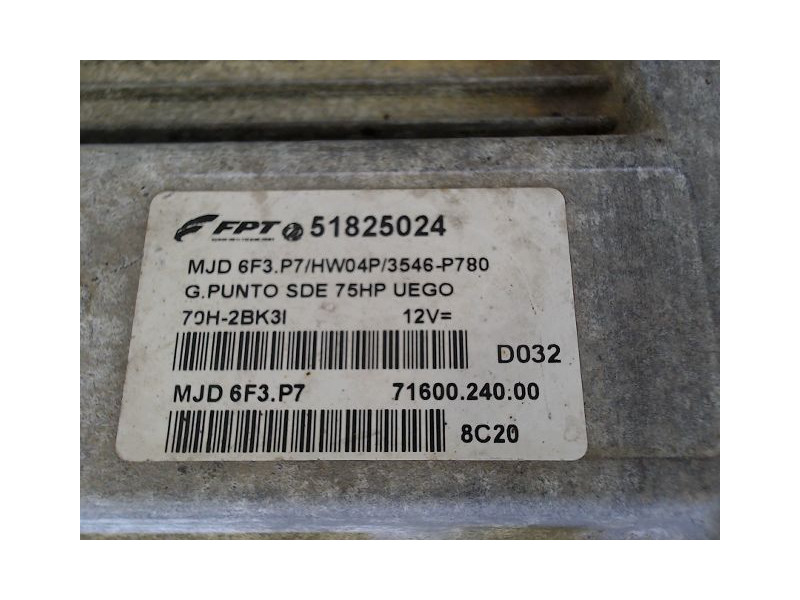 FPT 51825024
MJD 6F3.P7/HW04P/3546-P780
G.PUNTO SDE 75HP UEGO
70H-2BK3I 12V=
D032
MJD 6F3.P7 71600.240.00
8C20